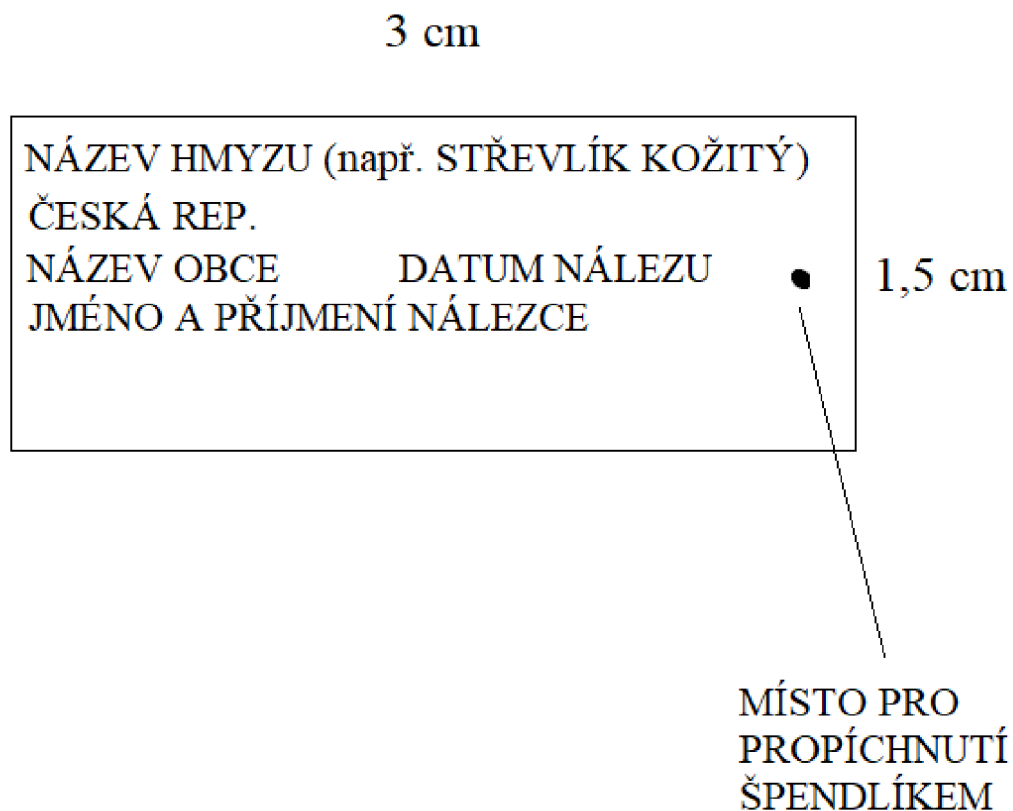 3 cm
NÁZEV HMYZU (např. STŘEVLÍK KOŽITÝ)
ČESKÁ REP.
NÁZEV OBCE DATUM NÁLEZU
JMÉNO A PŘÍJMENÍ NÁLEZCE
1,5 cm
MÍSTO PRO
PROPÍCHNUTÍ
ŠPENDLÍKEM